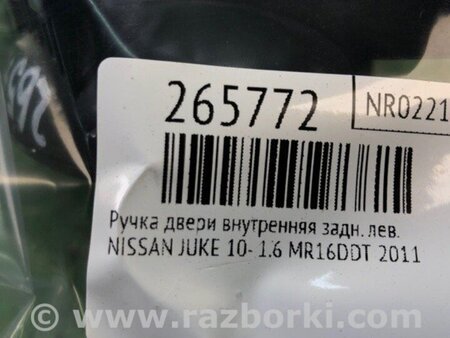 265772
NR0221
Ручка двери внутренняя задн. лев.
NISSAN JUKE 10- 1.6 MR16DDT 2011
© www.razborki.com